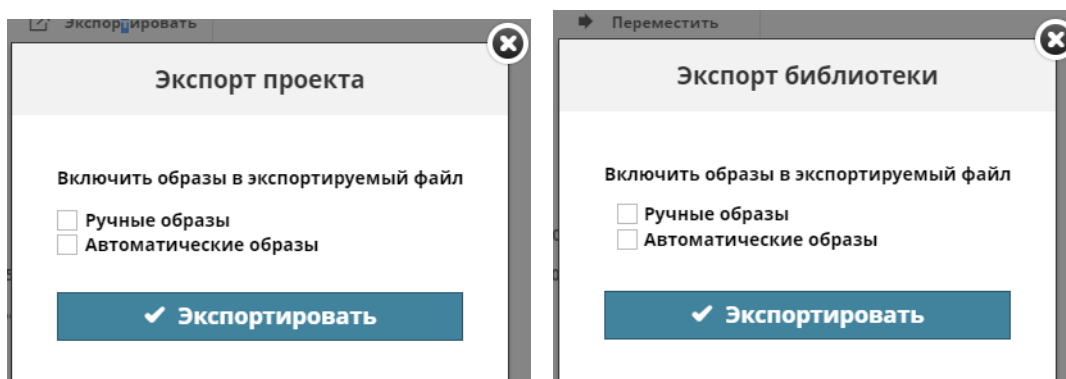 Экспортировать
Экспорт проекта
Включить образы в экспортируемый файл
Ручные образы
Автоматические образы
Экспортировать
Переместить
Экспорт библиотеки
Включить образы в экспортируемый файл
Ручные образы
Автоматические образы
Экспортировать